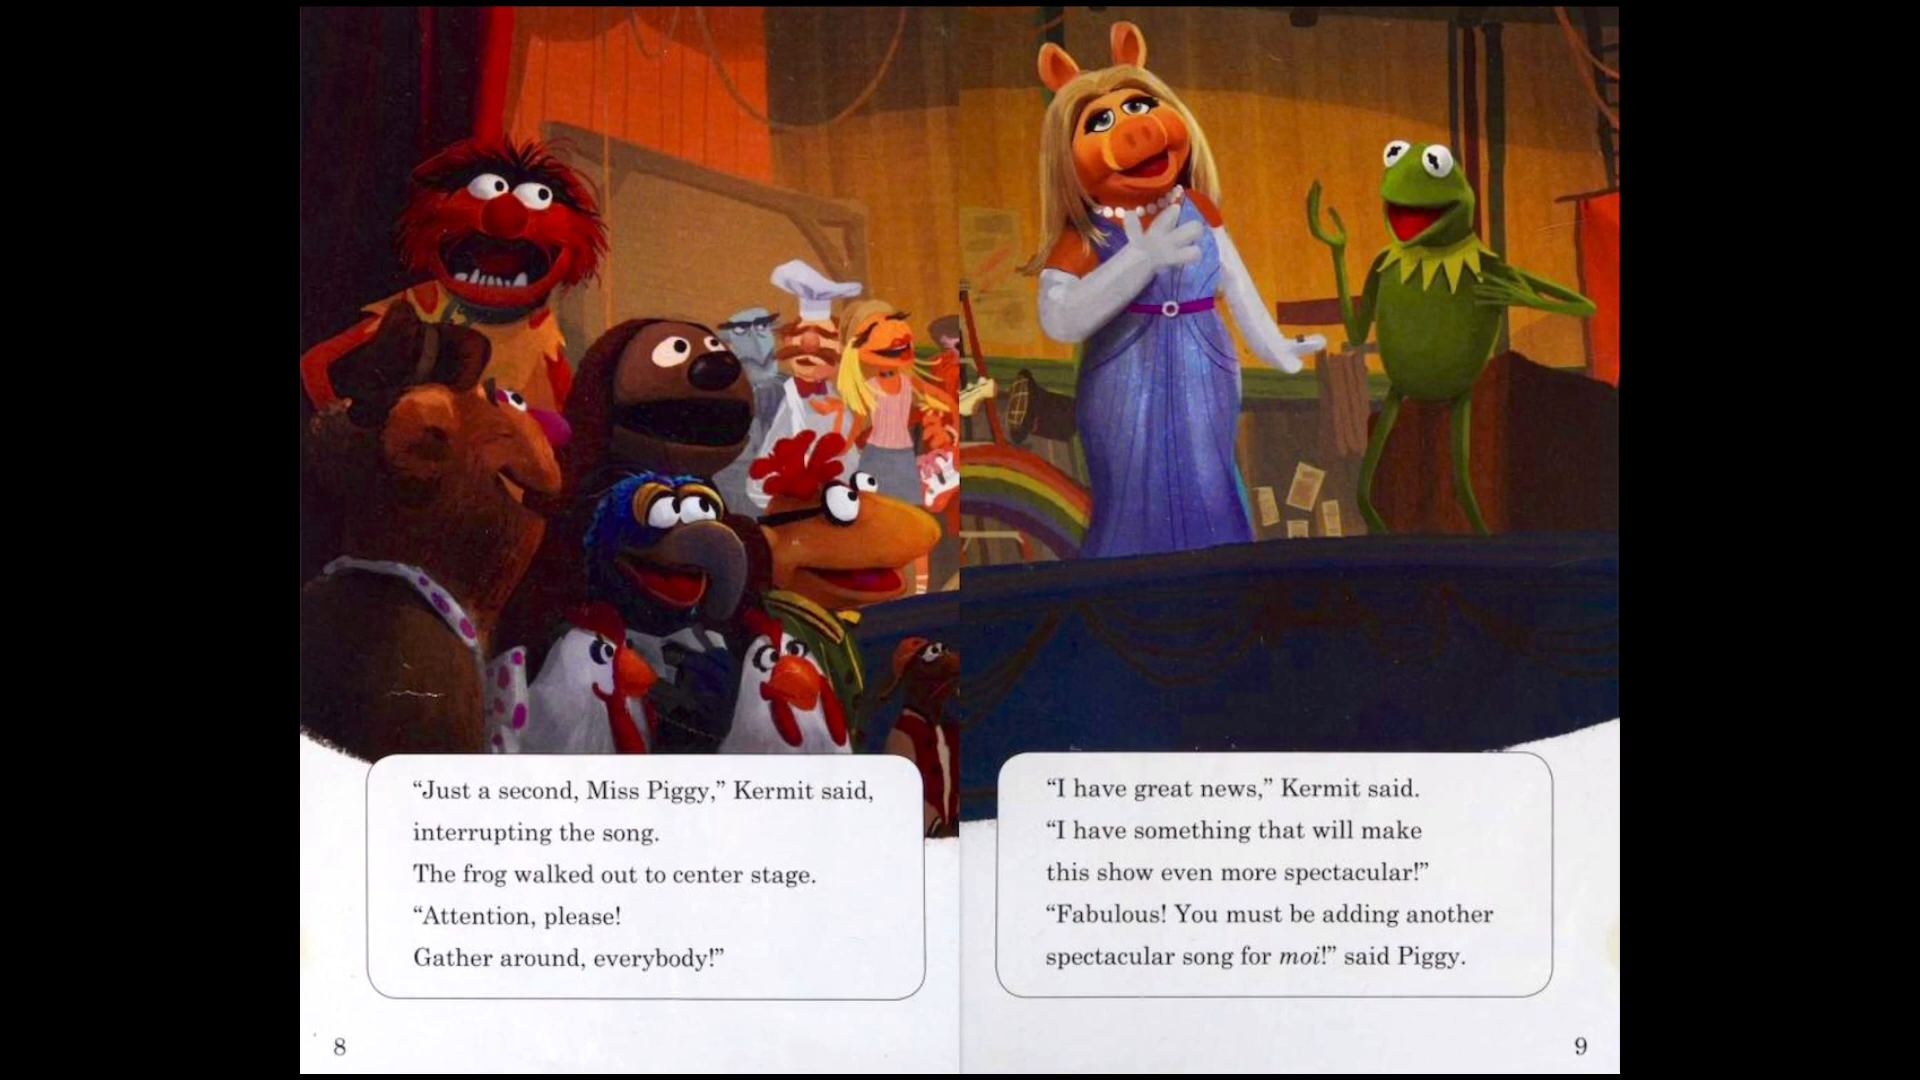 “Just a second, Miss Piggy,” Kermit said,
interrupting the song.
The frog walked out to center stage.
“Attention, please!
Gather around, everybody!”
8
“I have great news,” Kermit said.
“I have something that will make
this show even more spectacular!”
“Fabulous! You must be adding another
spectacular song for moi!” said Piggy.
9